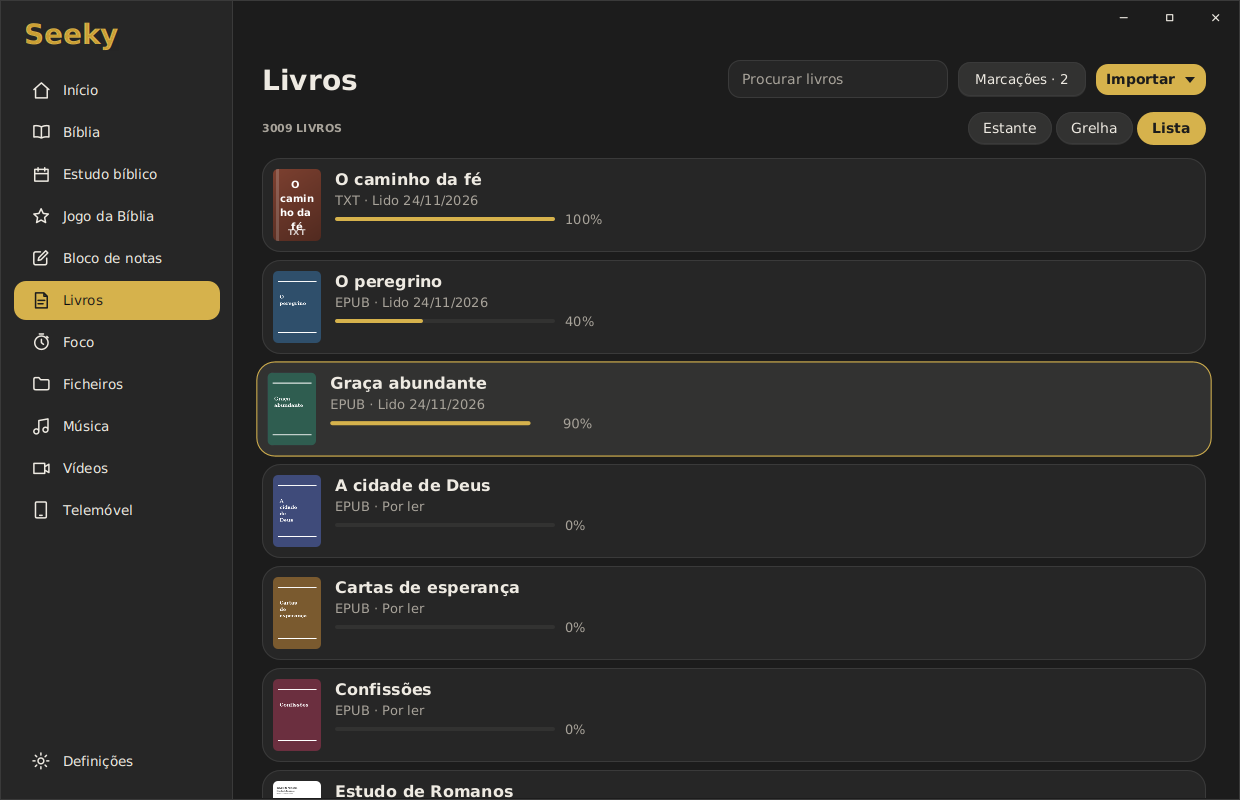 Seeky
Início
Bíblia
Estudo bíblico
Jogo da Bíblia
Bloco de notas
Livros
Foco
Ficheiros
Música
Vídeos
Telemóvel
Definições
Livros
Procurar livros
Marcações · 2
Importar
3009 LIVROS
Estante
Grelha
Lista
O
camin
ho da
fé
TXT
O caminho da fé
TXT · Lido 24/11/2026
100%
O
peregrino
O peregrino
EPUB · Lido 24/11/2026
40%
Graça
abundante
Graça abundante
EPUB · Lido 24/11/2026
90%
A
cidade
de
Deus
A cidade de Deus
EPUB · Por ler
0%
Cartas
de
esperança
Cartas de esperança
EPUB · Por ler
0%
Confissões
Confissões
EPUB · Por ler
0%
Estudo de Romanos